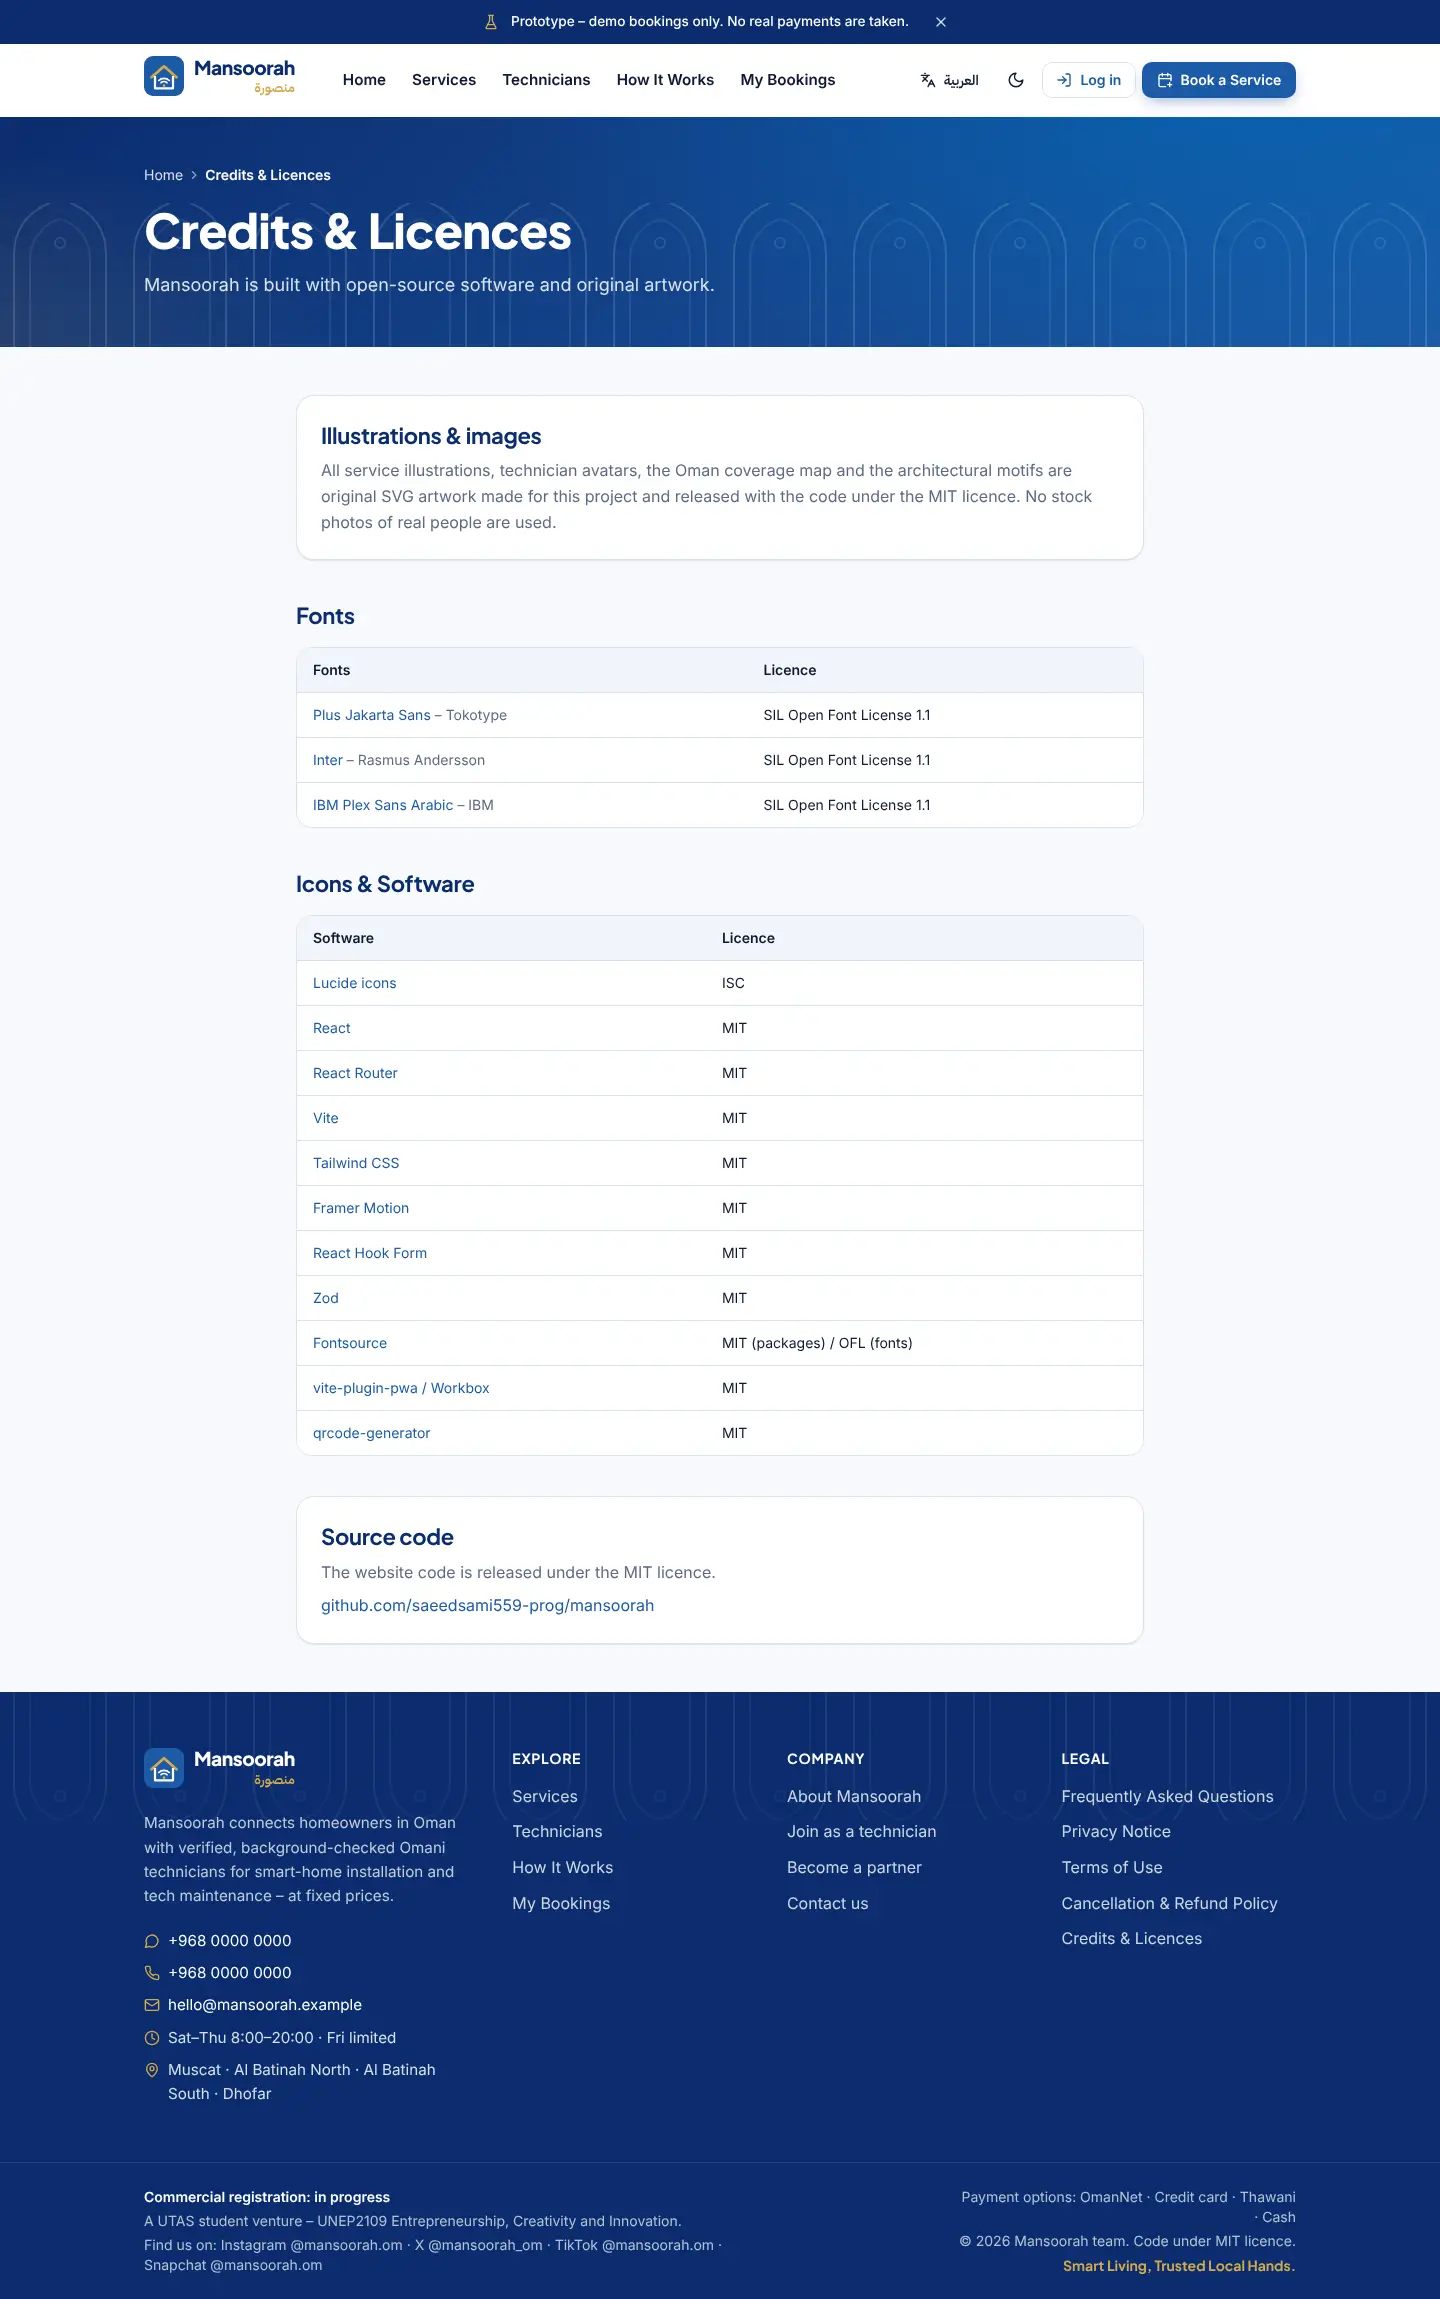 Prototype – demo bookings only. No real payments are taken.
Mansoorah
منصورة
Home
Services
Technicians
How It Works
My Bookings
العربية
Log in
Book a Service
Home
Credits & Licences
Credits & Licences
Mansoorah is built with open-source software and original artwork.
Illustrations & images
All service illustrations, technician avatars, the Oman coverage map and the architectural motifs are
original SVG artwork made for this project and released with the code under the MIT licence. No stock
photos of real people are used.
Fonts
Fonts Licence
Plus Jakarta Sans – Tokotype SIL Open Font License 1.1
Inter – Rasmus Andersson SIL Open Font License 1.1
IBM Plex Sans Arabic – IBM SIL Open Font License 1.1
Icons & Software
Software Licence
Lucide icons ISC
React MIT
React Router MIT
Vite MIT
Tailwind CSS MIT
Framer Motion MIT
React Hook Form MIT
Zod MIT
Fontsource MIT (packages) / OFL (fonts)
vite-plugin-pwa / Workbox MIT
qrcode-generator MIT
Source code
The website code is released under the MIT licence.
github.com/saeedsami559-prog/mansoorah
Mansoorah
منصورة
Mansoorah connects homeowners in Oman
with verified, background-checked Omani
technicians for smart-home installation and
tech maintenance – at fixed prices.
+968 0000 0000
+968 0000 0000
hello@mansoorah.example
Sat–Thu 8:00–20:00 · Fri limited
Muscat · Al Batinah North · Al Batinah
South · Dhofar
EXPLORE
Services
Technicians
How It Works
My Bookings
COMPANY
About Mansoorah
Join as a technician
Become a partner
Contact us
LEGAL
Frequently Asked Questions
Privacy Notice
Terms of Use
Cancellation & Refund Policy
Credits & Licences
Commercial registration: in progress
A UTAS student venture – UNEP2109 Entrepreneurship, Creativity and Innovation.
Find us on: Instagram @mansoorah.om · X @mansoorah_om · TikTok @mansoorah.om ·
Snapchat @mansoorah.om
Payment options: OmanNet · Credit card · Thawani
· Cash
© 2026 Mansoorah team. Code under MIT licence.
Smart Living, Trusted Local Hands.